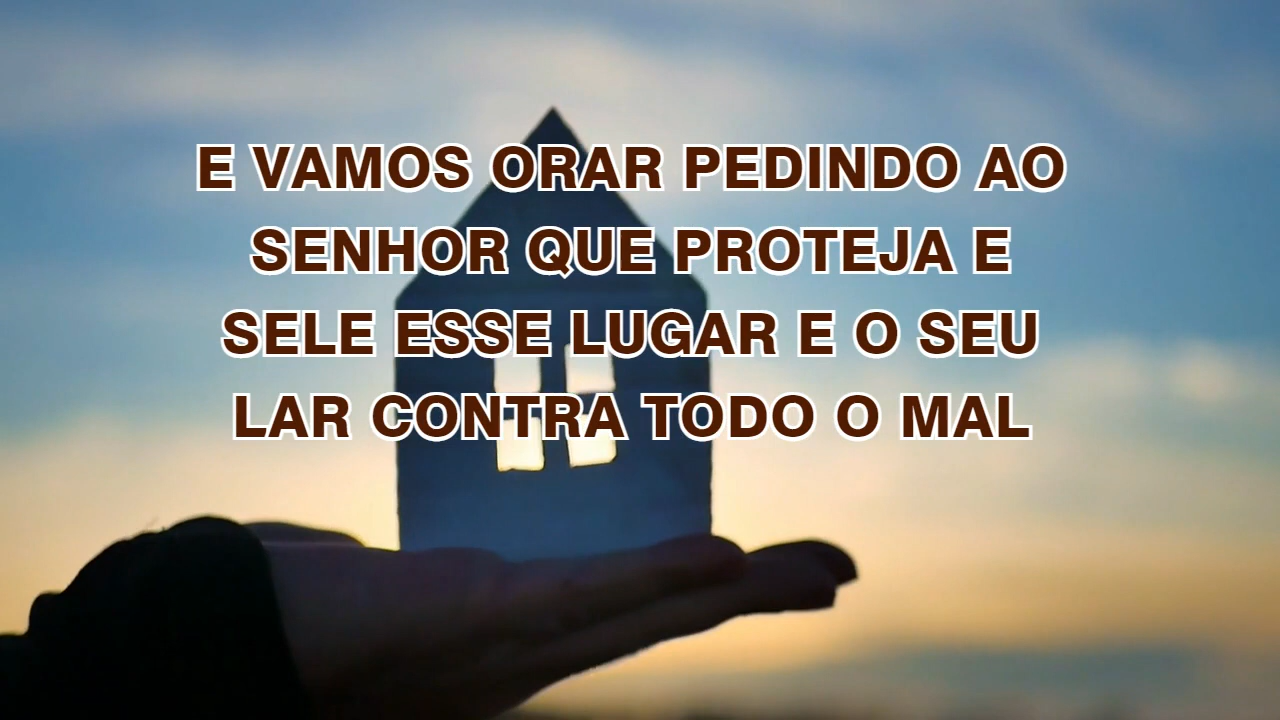 E VAMOS ORAR PEDINDO AO
SENHOR QUE PROTEJA E
SELE ESSE LUGAR E O SEU
LAR CONTRA TODO O MAL